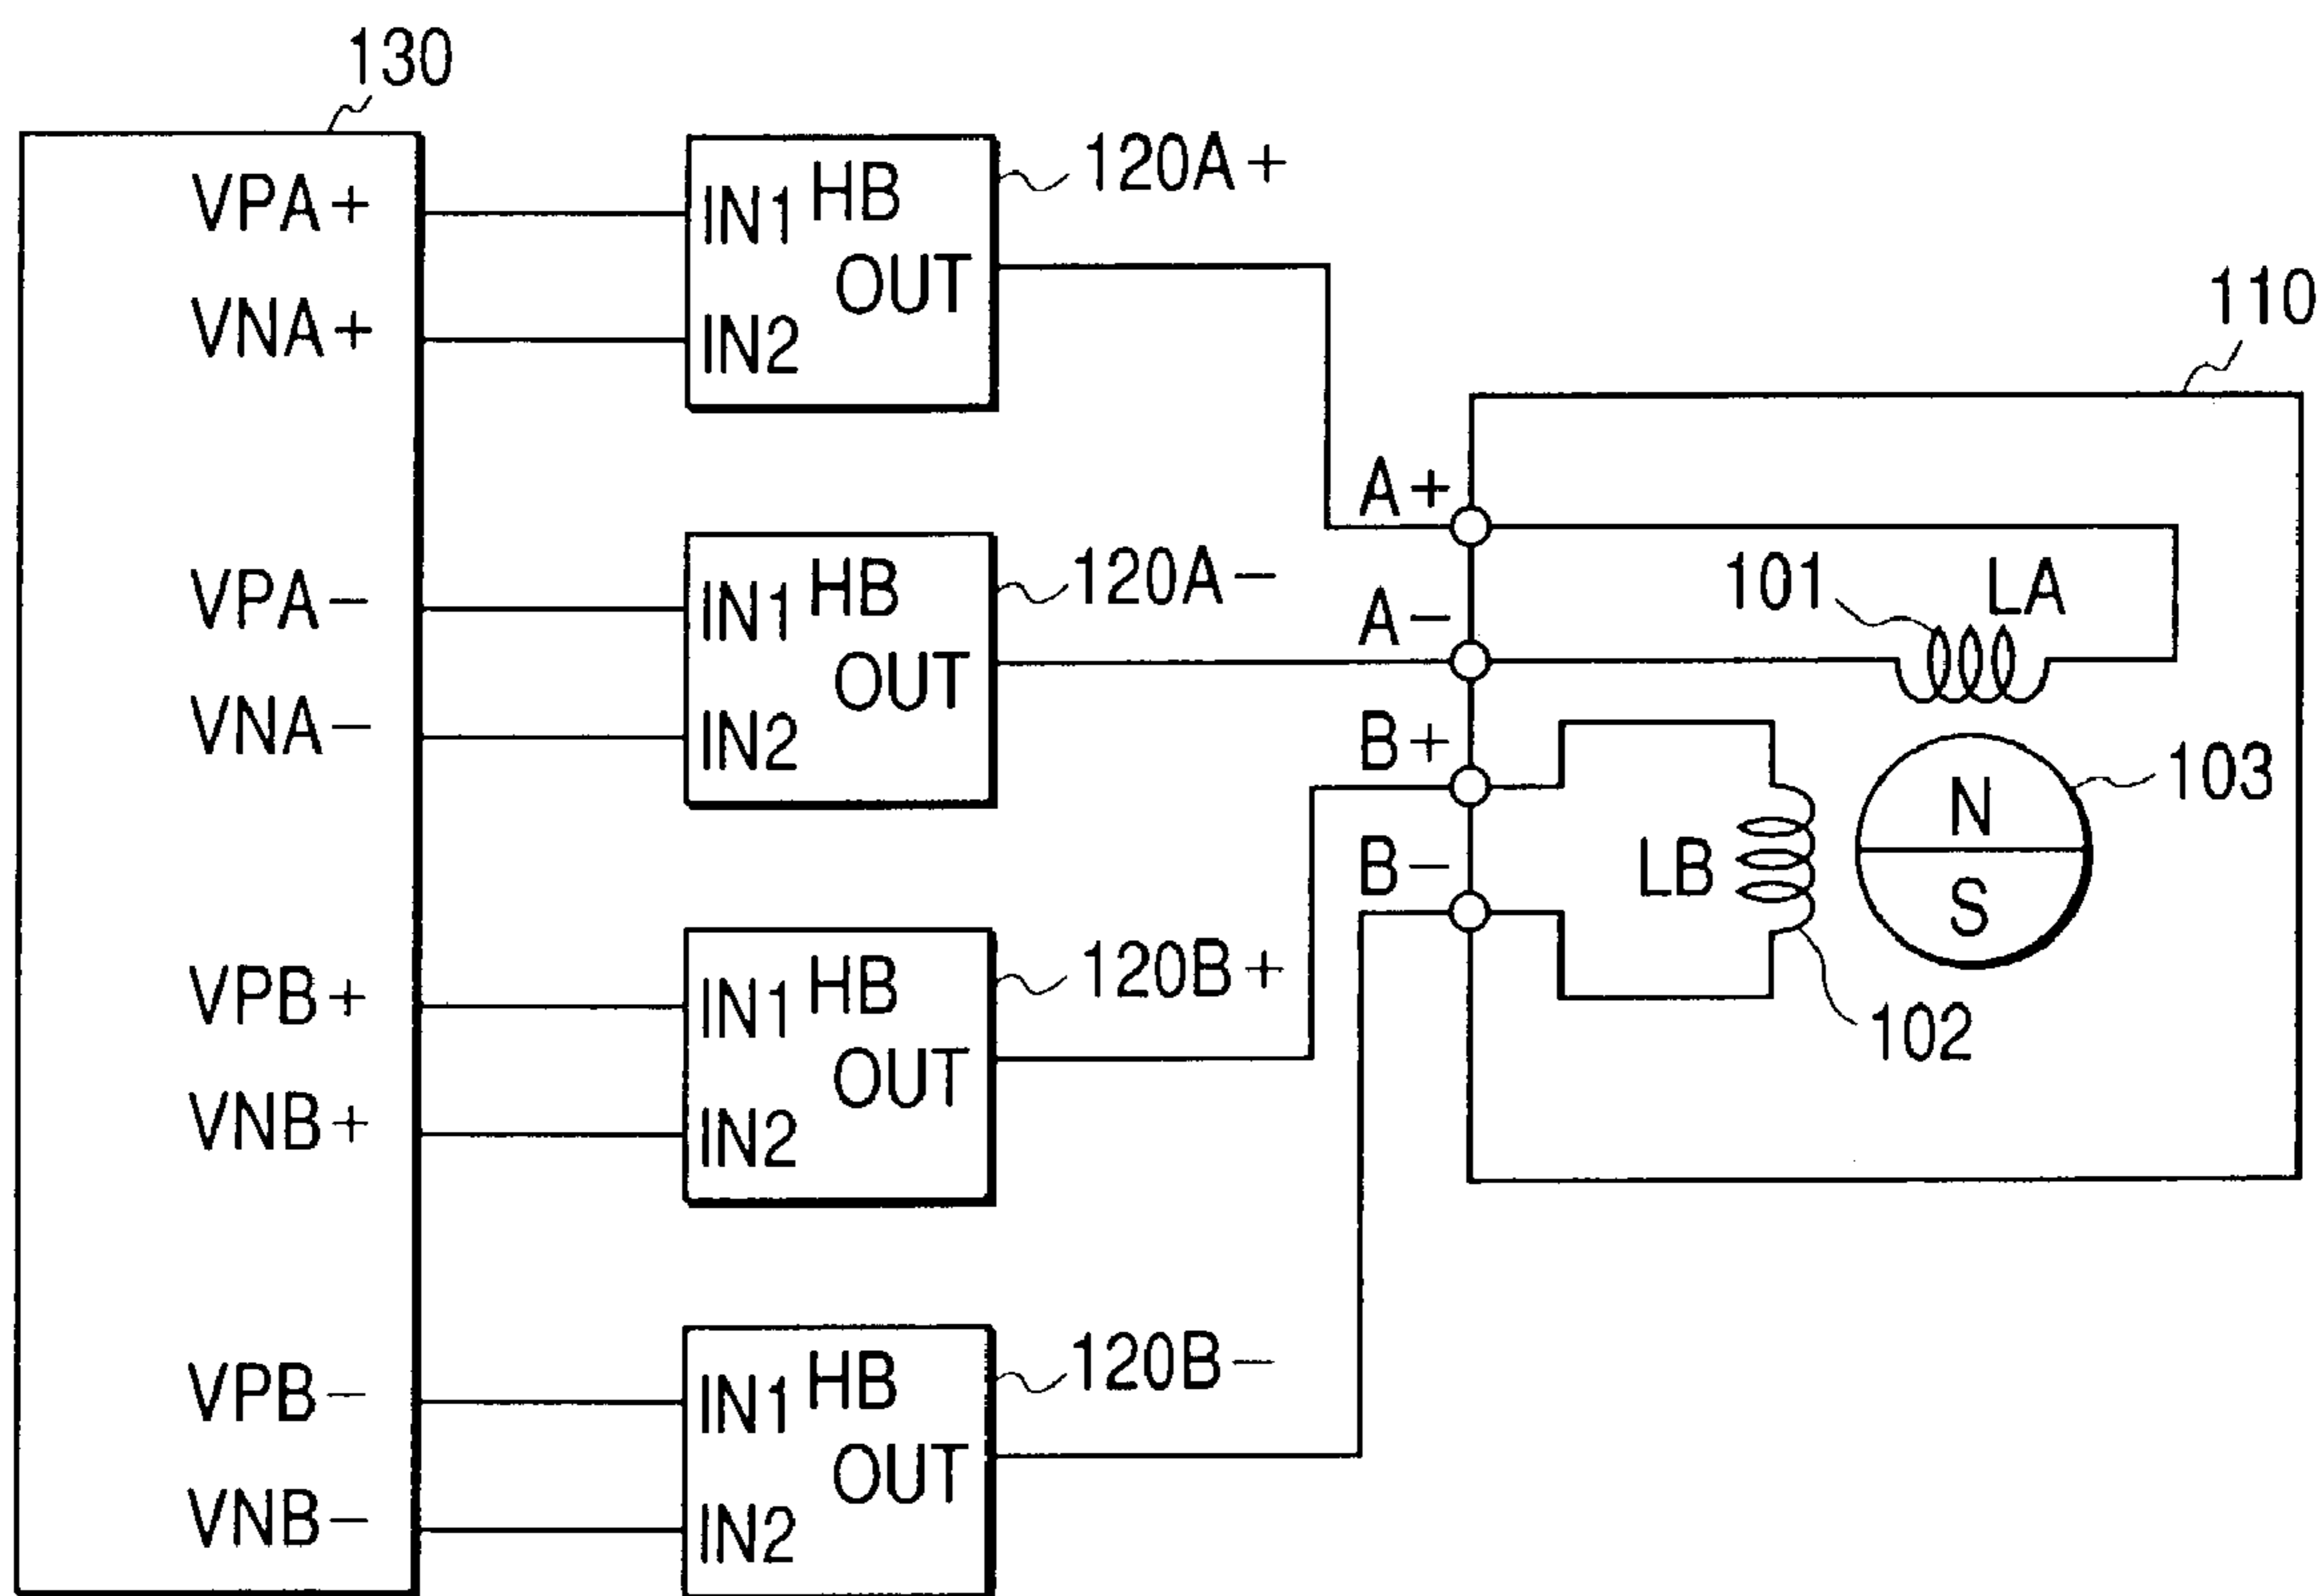 130
VPA+
VNA+
VPA−
VNA−
VPB+
VNB+
VPB−
VNB−
120A+
HB
IN1
OUT
IN2
120A−
HB
IN1
OUT
IN2
120B+
HB
IN1
OUT
IN2
120B−
HB
IN1
OUT
IN2
110
A+
A−
B+
B−
101
LA
LB
N
S
103
102